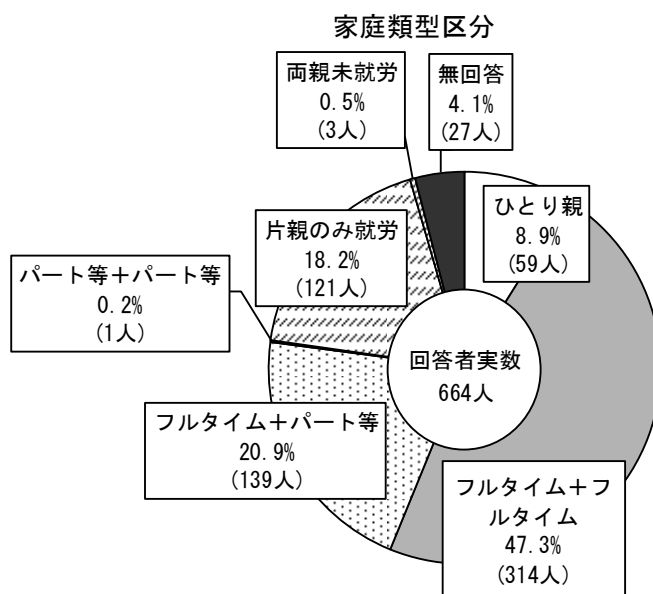 家庭類型区分
両親未就労
0.5%
(3人)
無回答
4.1%
(27人)
ひとり親
8.9%
(59人)
片親のみ就労
18.2%
(121人)
パート等＋パート等
0.2%
(1人)
回答者実数
664人
フルタイム＋パート等
20.9%
(139人)
フルタイム＋フ
ルタイム
47.3%
(314人)